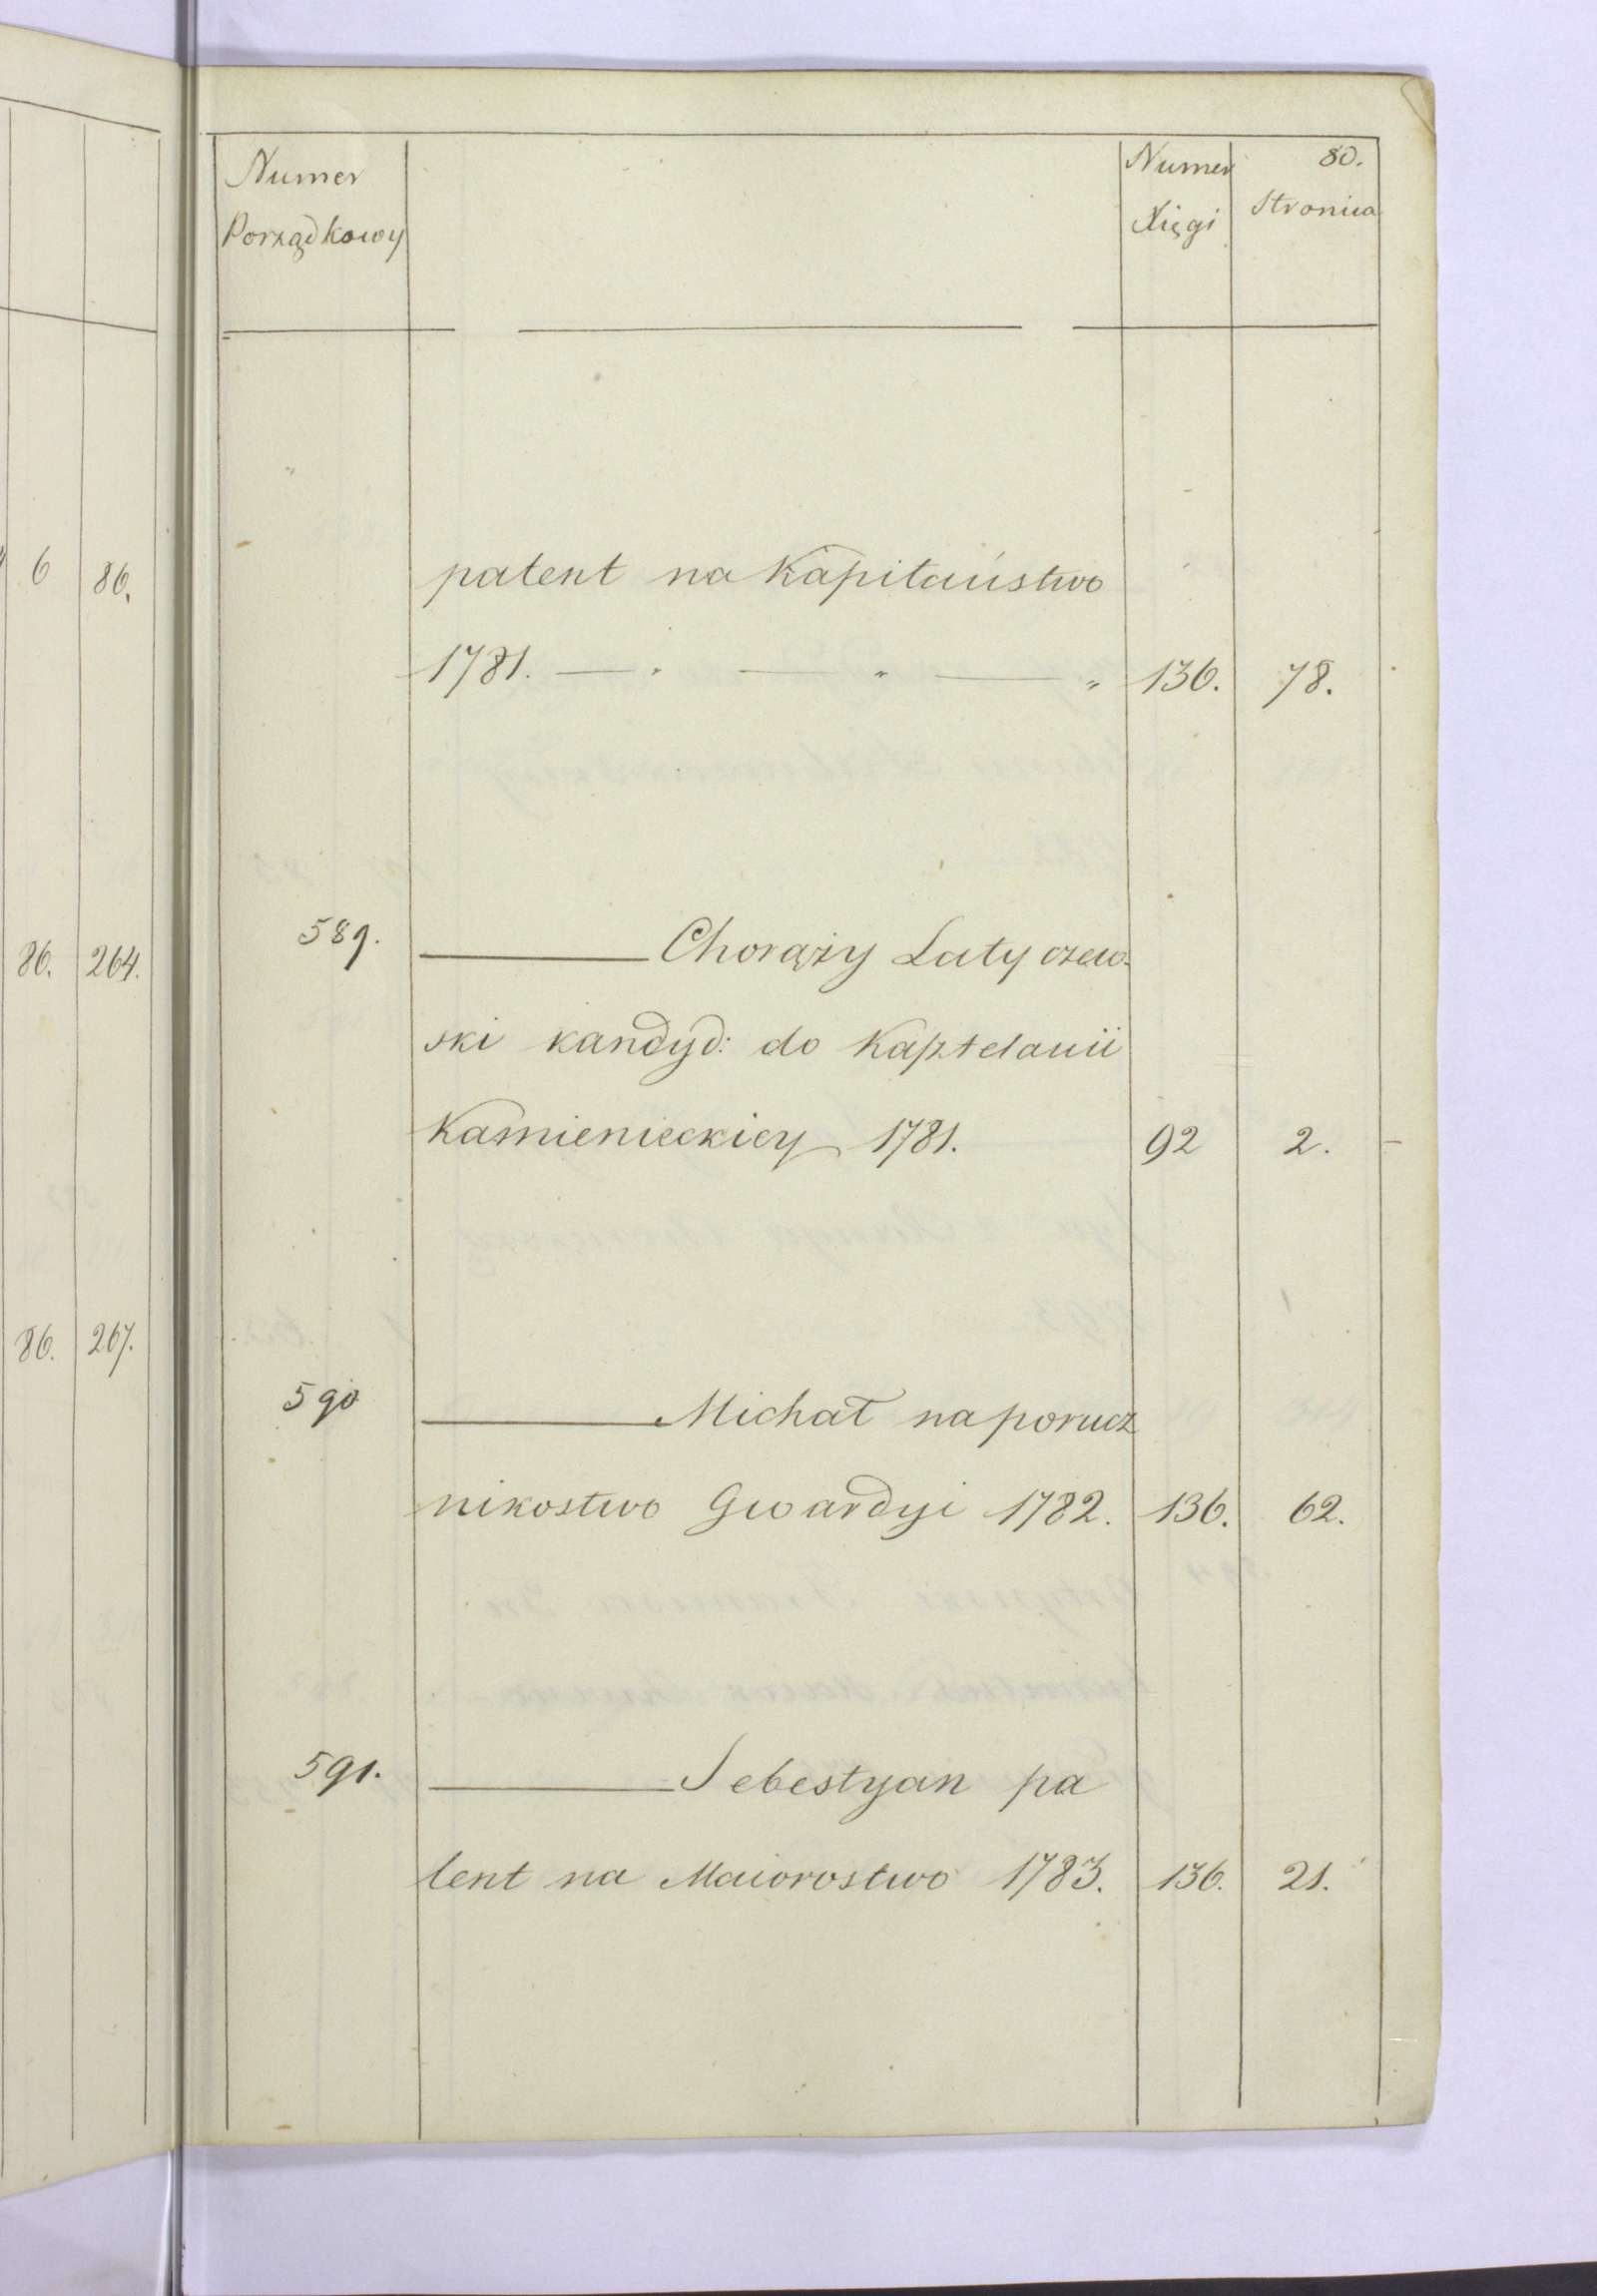 80.
Numer Numer Stronica
Porządkowy Xięgi
patent na Kapitaństwo
1781. — " — " — " 136. 78.
6 86.
589. ——— Chorąży Latyczew-
86. 264.
ski kandyd: do Kasztelanii
Kamienieckiey 1781. 92 2.
86. 267.
590 ——— Michał na porucz
nikostwo Gwardyi 1782. 136. 62.
591. ——— Sebestyan pa
tent na Maiorostwo 1783. 136. 21.